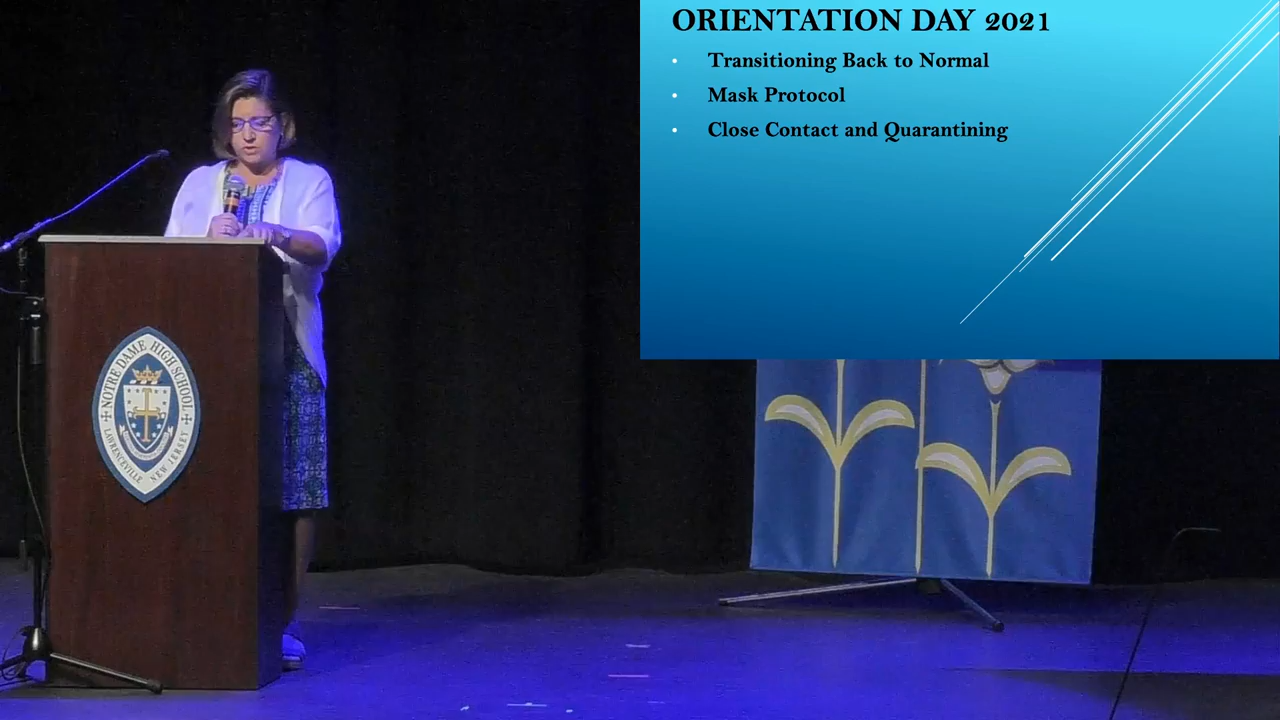 ORIENTATION DAY 2021
• Transitioning Back to Normal
• Mask Protocol
• Close Contact and Quarantining
NOTRE DAME HIGH SCHOOL
LAWRENCEVILLE NEW JERSEY